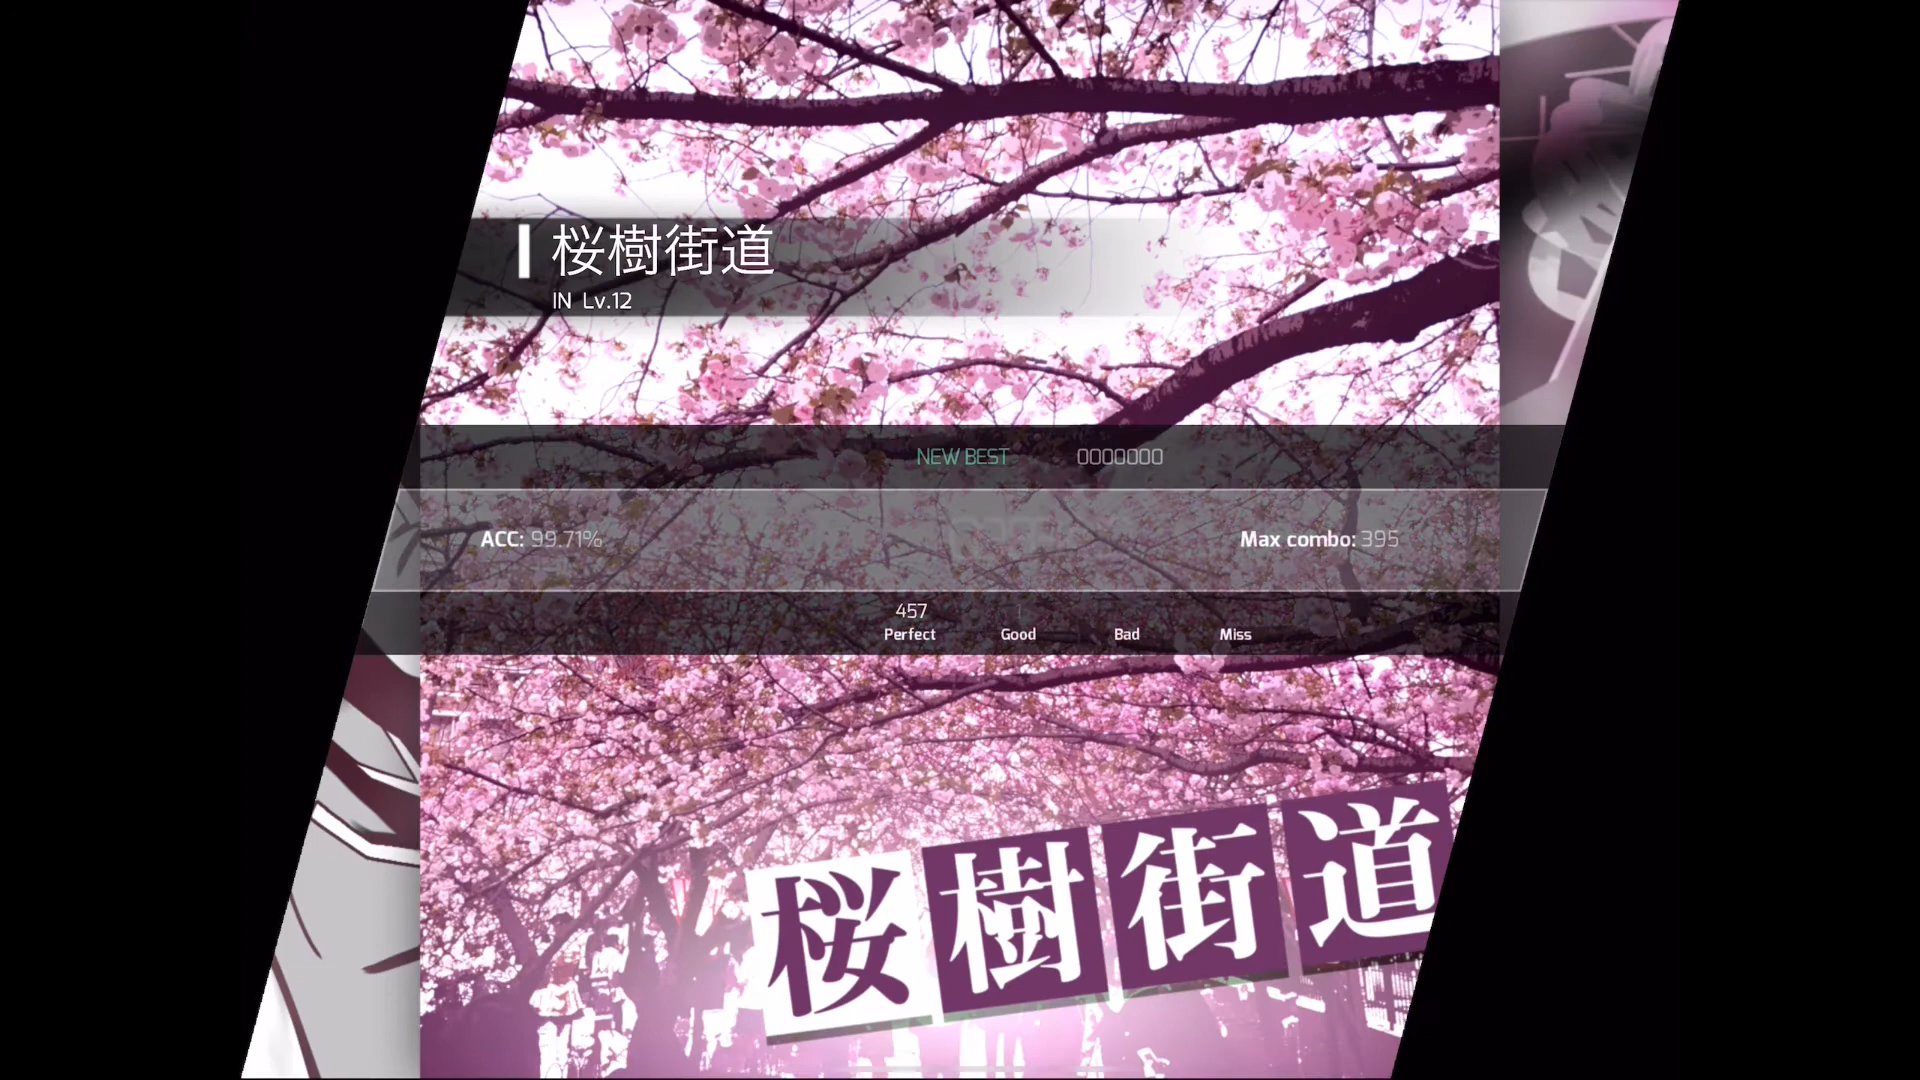 桜樹街道
IN Lv.12
NEW BEST 0000000
ACC: 99.71%
Max combo: 395
457
Perfect Good Bad Miss
桜樹街道